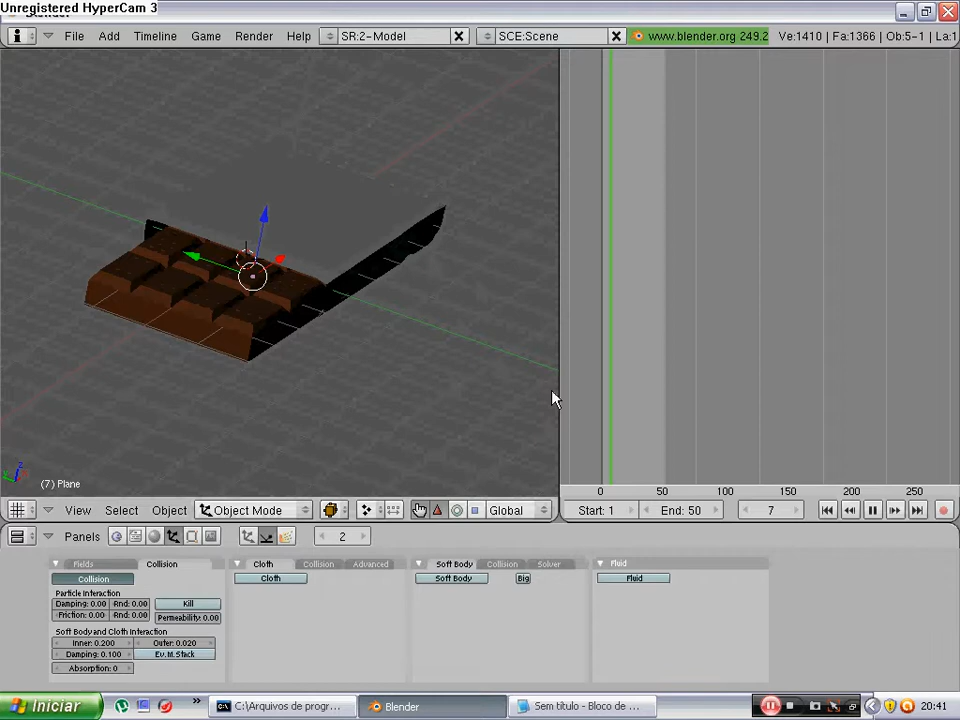 Unregistered HyperCam 3
File Add Timeline Game Render Help SR:2-Model SCE:Scene www.blender.org 249.2 Ve:1410 | Fa:1366 | Ob:5-1 | La:1
(7) Plane
0 50 100 150 200 250
View Select Object Object Mode Global Start: 1 End: 50 7
Panels 2
Fields Collision Cloth Collision Advanced Soft Body Collision Solver Fluid
Collision Cloth Soft Body Big Fluid
Particle Interaction
Damping: 0.00 Rnd: 0.00 Kill
Friction: 0.00 Rnd: 0.00 Permeability: 0.00
Soft Body and Cloth Interaction
Inner: 0.200 Outer: 0.020
Damping: 0.100 Ev.M.Stack
Absorption: 0
Iniciar C:\Arquivos de progr... Blender Sem título - Bloco de ... 20:41